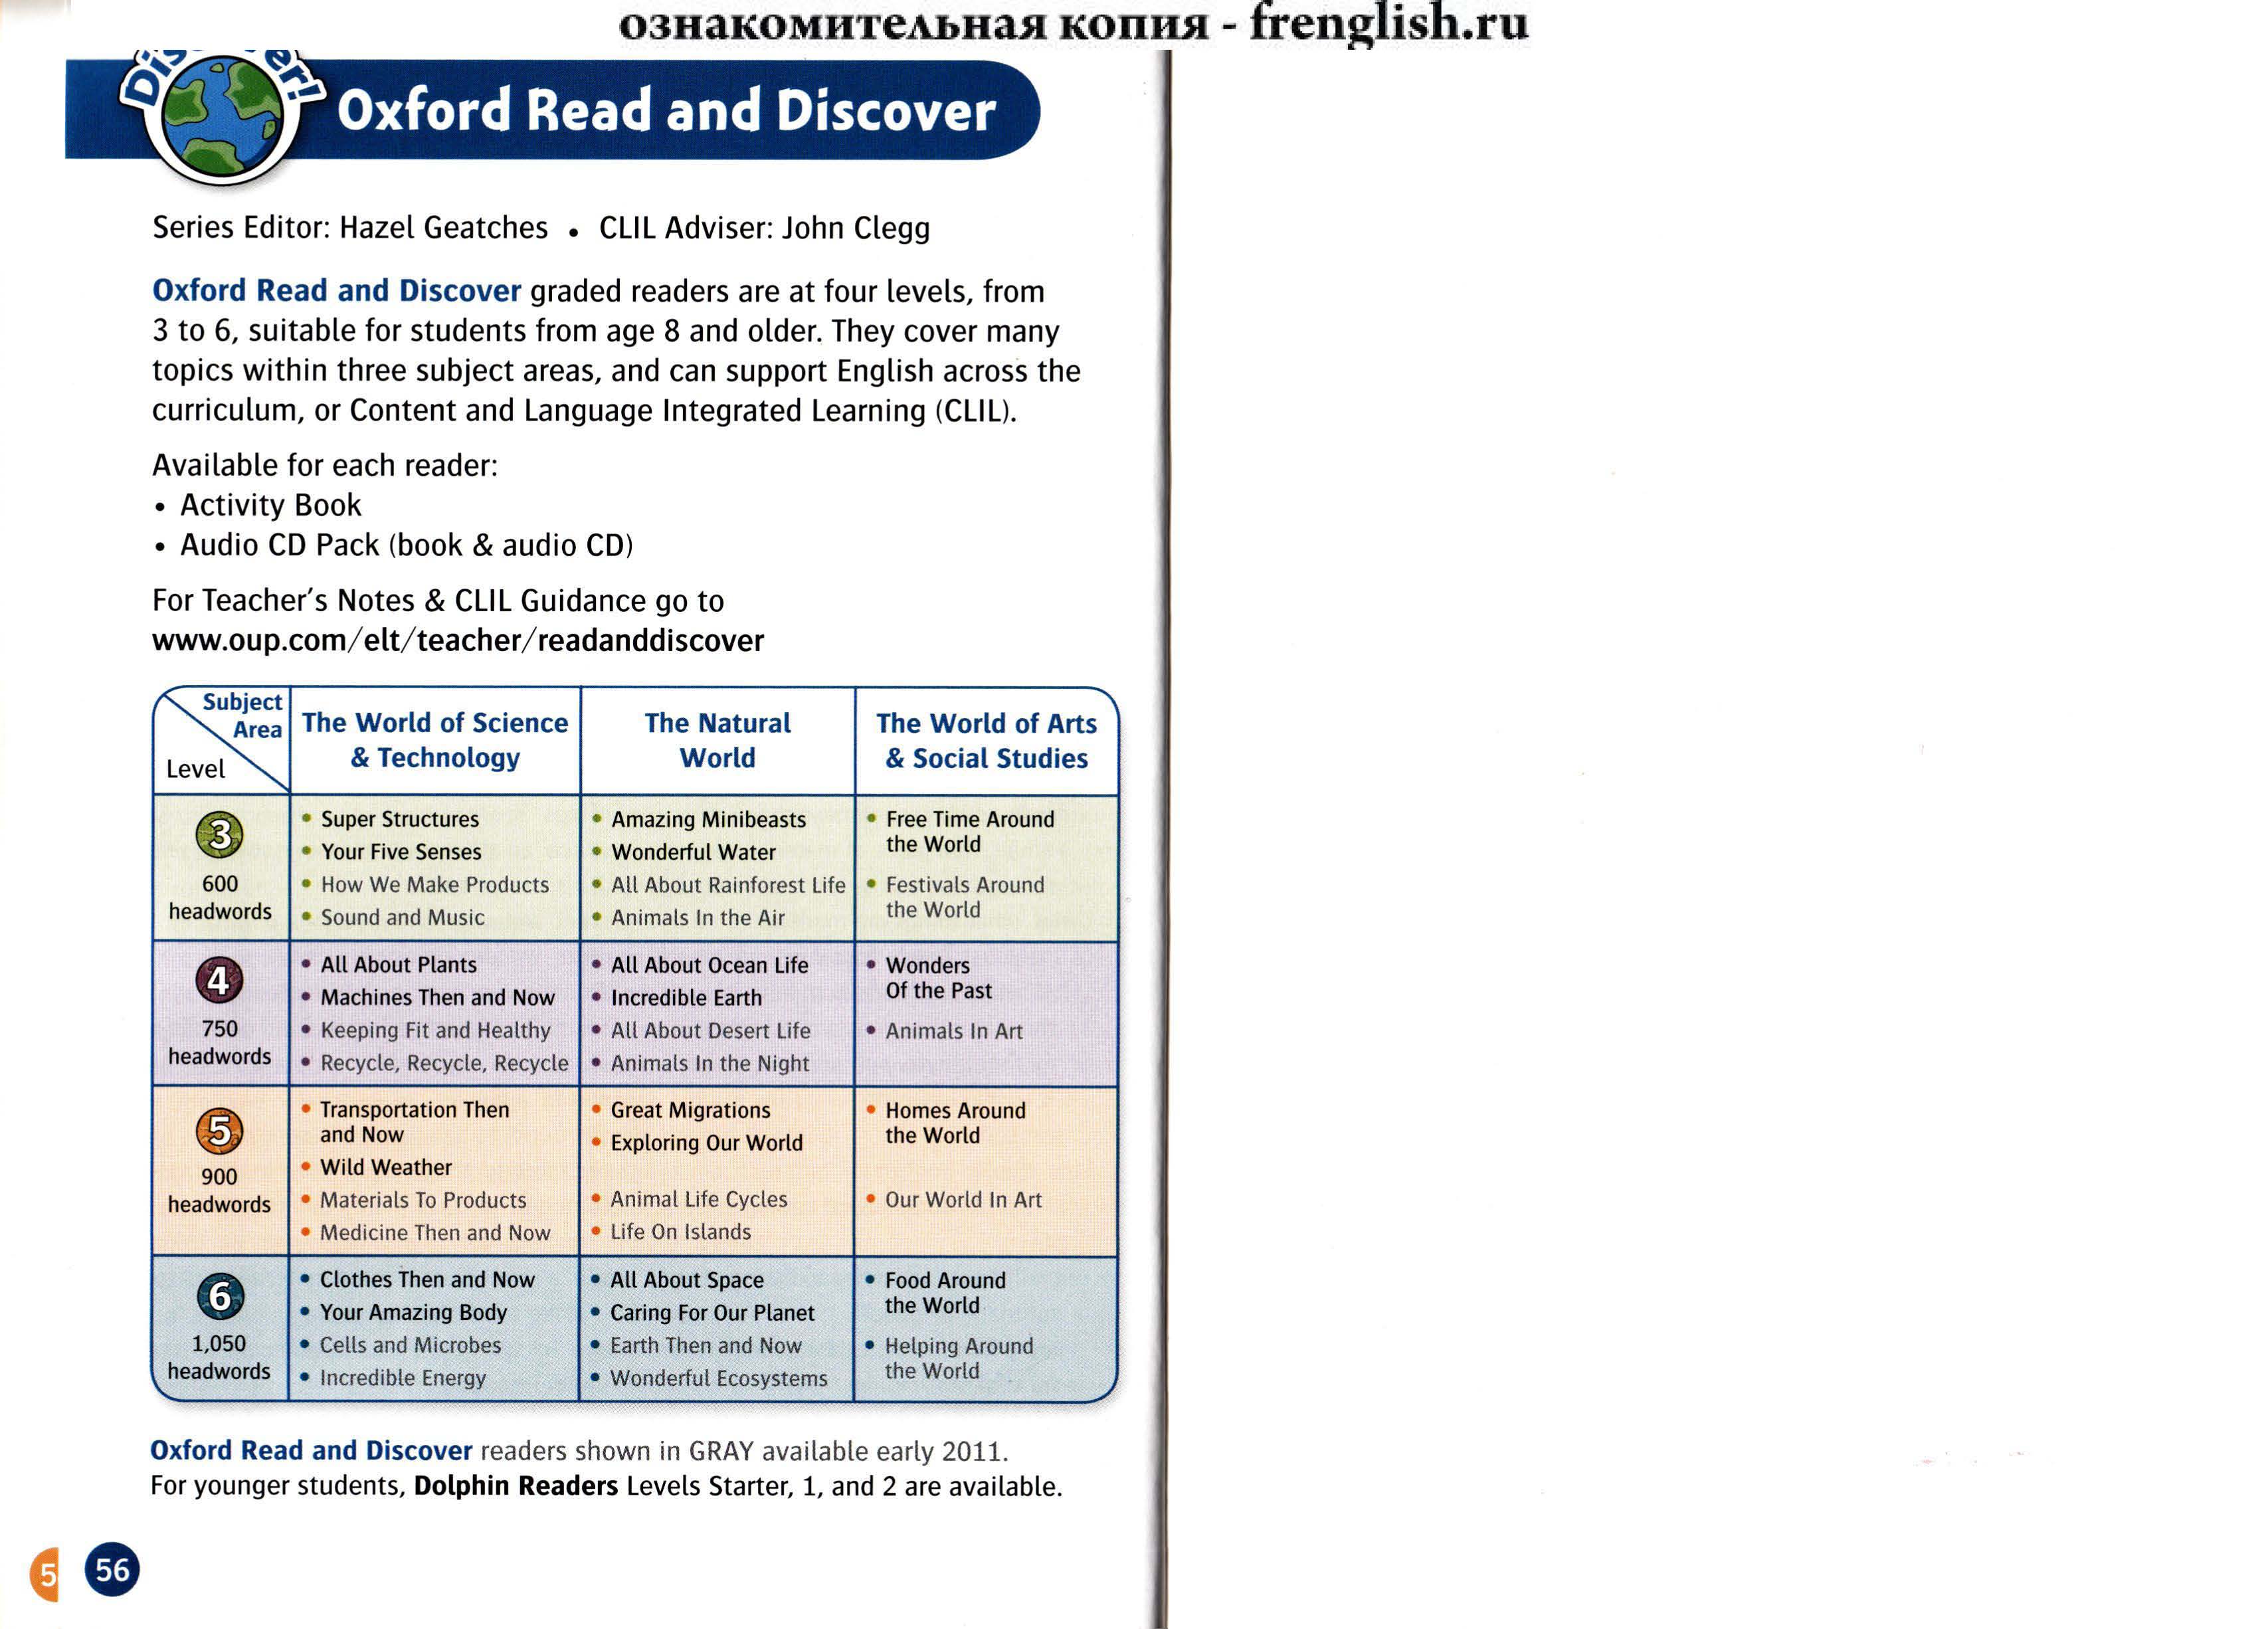 ознакомительная копия - frenglish.ru
Discover!
Oxford Read and Discover
Series Editor: Hazel Geatches • CLIL Adviser: John Clegg
Oxford Read and Discover graded readers are at four levels, from
3 to 6, suitable for students from age 8 and older. They cover many
topics within three subject areas, and can support English across the
curriculum, or Content and Language Integrated Learning (CLIL).
Available for each reader:
• Activity Book
• Audio CD Pack (book & audio CD)
For Teacher's Notes & CLIL Guidance go to
www.oup.com/elt/teacher/readanddiscover
Subject
Area
Level
The World of Science
& Technology
The Natural
World
The World of Arts
& Social Studies
3
600
headwords
• Super Structures
• Your Five Senses
• How We Make Products
• Sound and Music
• Amazing Minibeasts
• Wonderful Water
• All About Rainforest Life
• Animals In the Air
• Free Time Around
the World
• Festivals Around
the World
4
750
headwords
• All About Plants
• Machines Then and Now
• Keeping Fit and Healthy
• Recycle, Recycle, Recycle
• All About Ocean Life
• Incredible Earth
• All About Desert Life
• Animals In the Night
• Wonders
Of the Past
• Animals In Art
5
900
headwords
• Transportation Then
and Now
• Wild Weather
• Materials To Products
• Medicine Then and Now
• Great Migrations
• Exploring Our World
• Animal Life Cycles
• Life On Islands
• Homes Around
the World
• Our World In Art
6
1,050
headwords
• Clothes Then and Now
• Your Amazing Body
• Cells and Microbes
• Incredible Energy
• All About Space
• Caring For Our Planet
• Earth Then and Now
• Wonderful Ecosystems
• Food Around
the World
• Helping Around
the World
Oxford Read and Discover readers shown in GRAY available early 2011.
For younger students, Dolphin Readers Levels Starter, 1, and 2 are available.
5
56